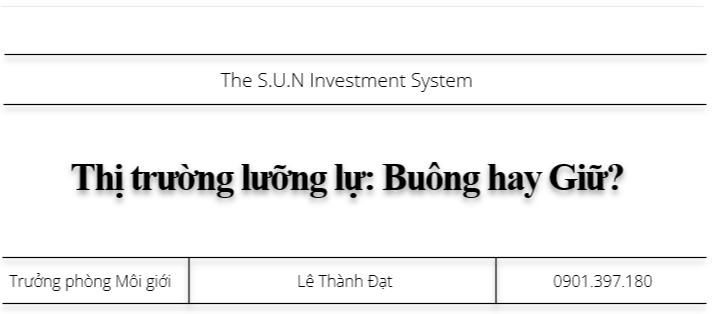 The S.U.N Investment System
Thị trường lưỡng lự: Buông hay Giữ?
Trưởng phòng Môi giới Lê Thành Đạt 0901.397.180